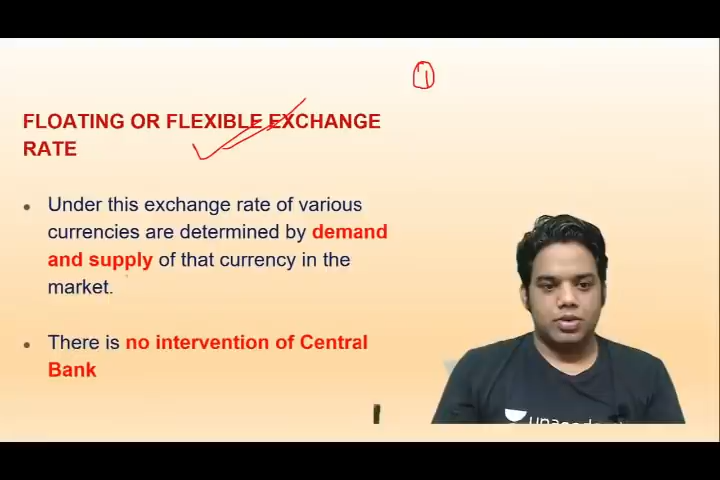 FLOATING OR FLEXIBLE EXCHANGE
RATE
Under this exchange rate of various
currencies are determined by demand
and supply of that currency in the
market.
There is no intervention of Central
Bank